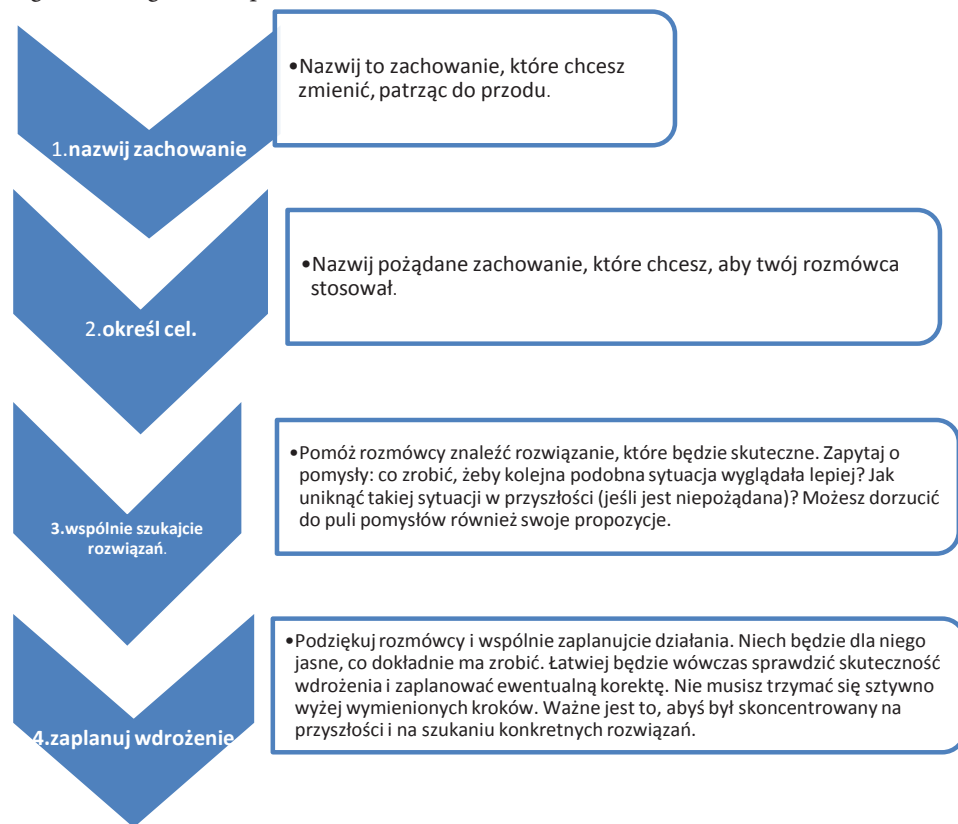 1.nazwij zachowanie
•Nazwij to zachowanie, które chcesz
zmienić, patrząc do przodu.
2.określ cel.
•Nazwij pożądane zachowanie, które chcesz, aby twój rozmówca
stosował.
3.wspólnie szukajcie
rozwiązań.
•Pomóż rozmówcy znaleźć rozwiązanie, które będzie skuteczne. Zapytaj o
pomysły: co zrobić, żeby kolejna podobna sytuacja wyglądała lepiej? Jak
uniknąć takiej sytuacji w przyszłości (jeśli jest niepożądana)? Możesz dorzucić
do puli pomysłów również swoje propozycje.
4.zaplanuj wdrożenie
•Podziękuj rozmówcy i wspólnie zaplanujcie działania. Niech będzie dla niego
jasne, co dokładnie ma zrobić. Łatwiej będzie wówczas sprawdzić skuteczność
wdrożenia i zaplanować ewentualną korektę. Nie musisz trzymać się sztywno
wyżej wymienionych kroków. Ważne jest to, abyś był skoncentrowany na
przyszłości i na szukaniu konkretnych rozwiązań.